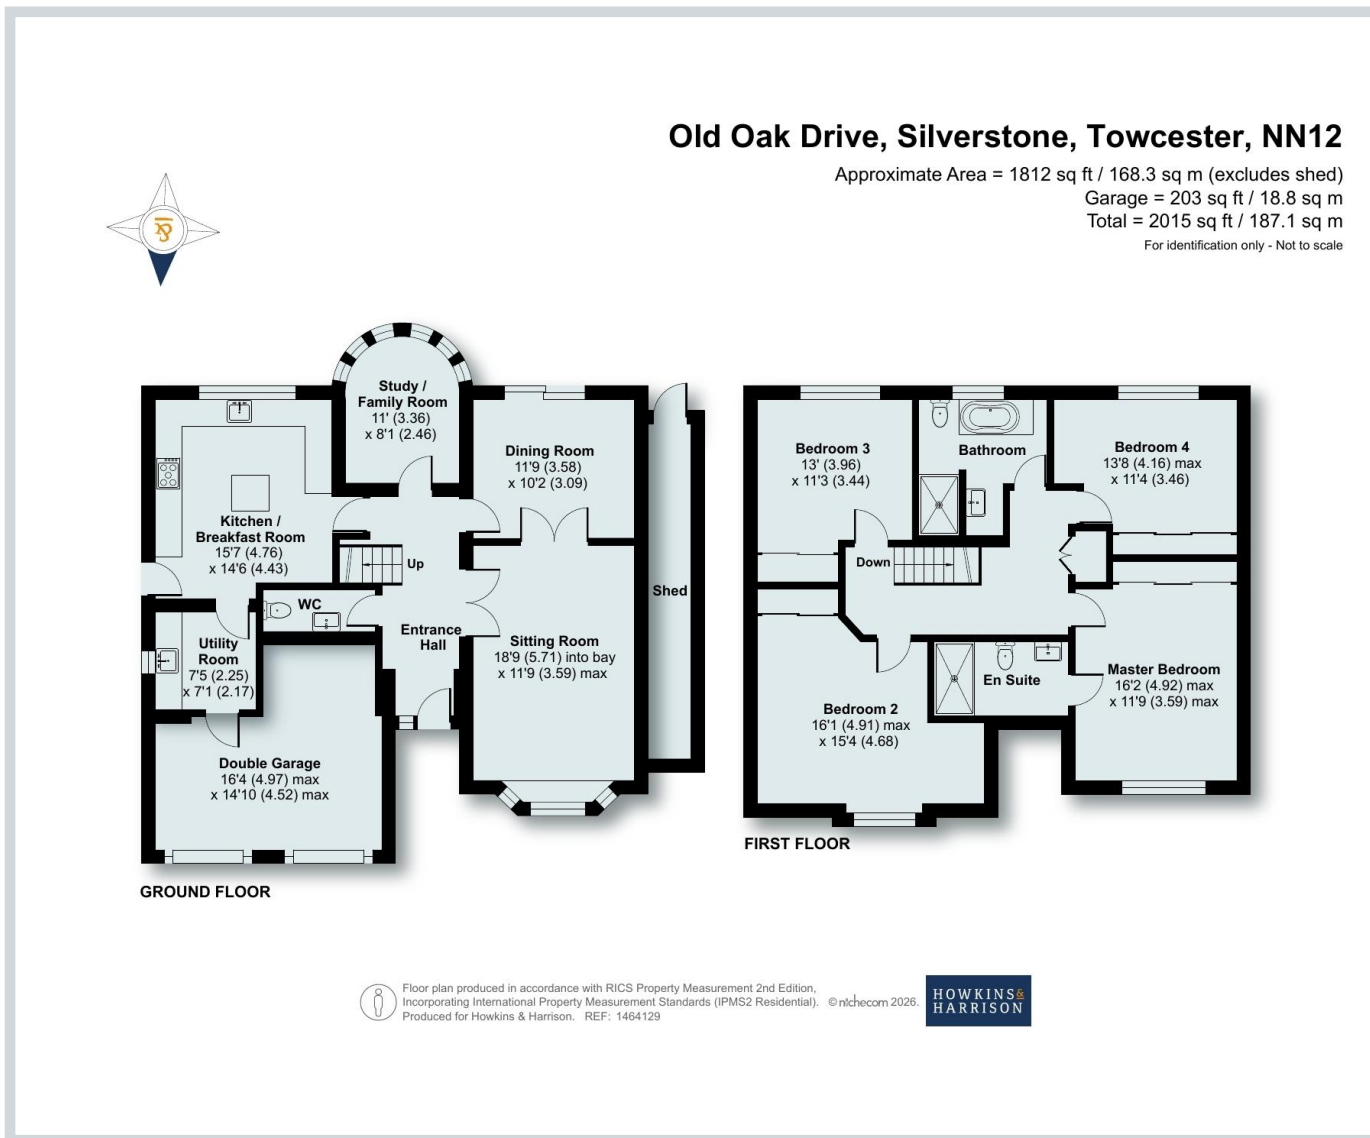 Old Oak Drive, Silverstone, Towcester, NN12
Approximate Area = 1812 sq ft / 168.3 sq m (excludes shed)
Garage = 203 sq ft / 18.8 sq m
Total = 2015 sq ft / 187.1 sq m
For identification only - Not to scale
Study /
Family Room
11' (3.36)
x 8'1 (2.46)
Dining Room
11'9 (3.58)
x 10'2 (3.09)
Kitchen /
Breakfast Room
15'7 (4.76)
x 14'6 (4.43)
Up
WC
Entrance
Hall
Sitting Room
18'9 (5.71) into bay
x 11'9 (3.59) max
Shed
Utility
Room
7'5 (2.25)
x 7'1 (2.17)
Double Garage
16'4 (4.97) max
x 14'10 (4.52) max
GROUND FLOOR
Bedroom 3
13' (3.96)
x 11'3 (3.44)
Bathroom
Bedroom 4
13'8 (4.16) max
x 11'4 (3.46)
Down
En Suite
Master Bedroom
16'2 (4.92) max
x 11'9 (3.59) max
Bedroom 2
16'1 (4.91) max
x 15'4 (4.68)
FIRST FLOOR
Floor plan produced in accordance with RICS Property Measurement 2nd Edition,
Incorporating International Property Measurement Standards (IPMS2 Residential). © nichecom 2026.
Produced for Howkins & Harrison. REF: 1464129
HOWKINS &
HARRISON